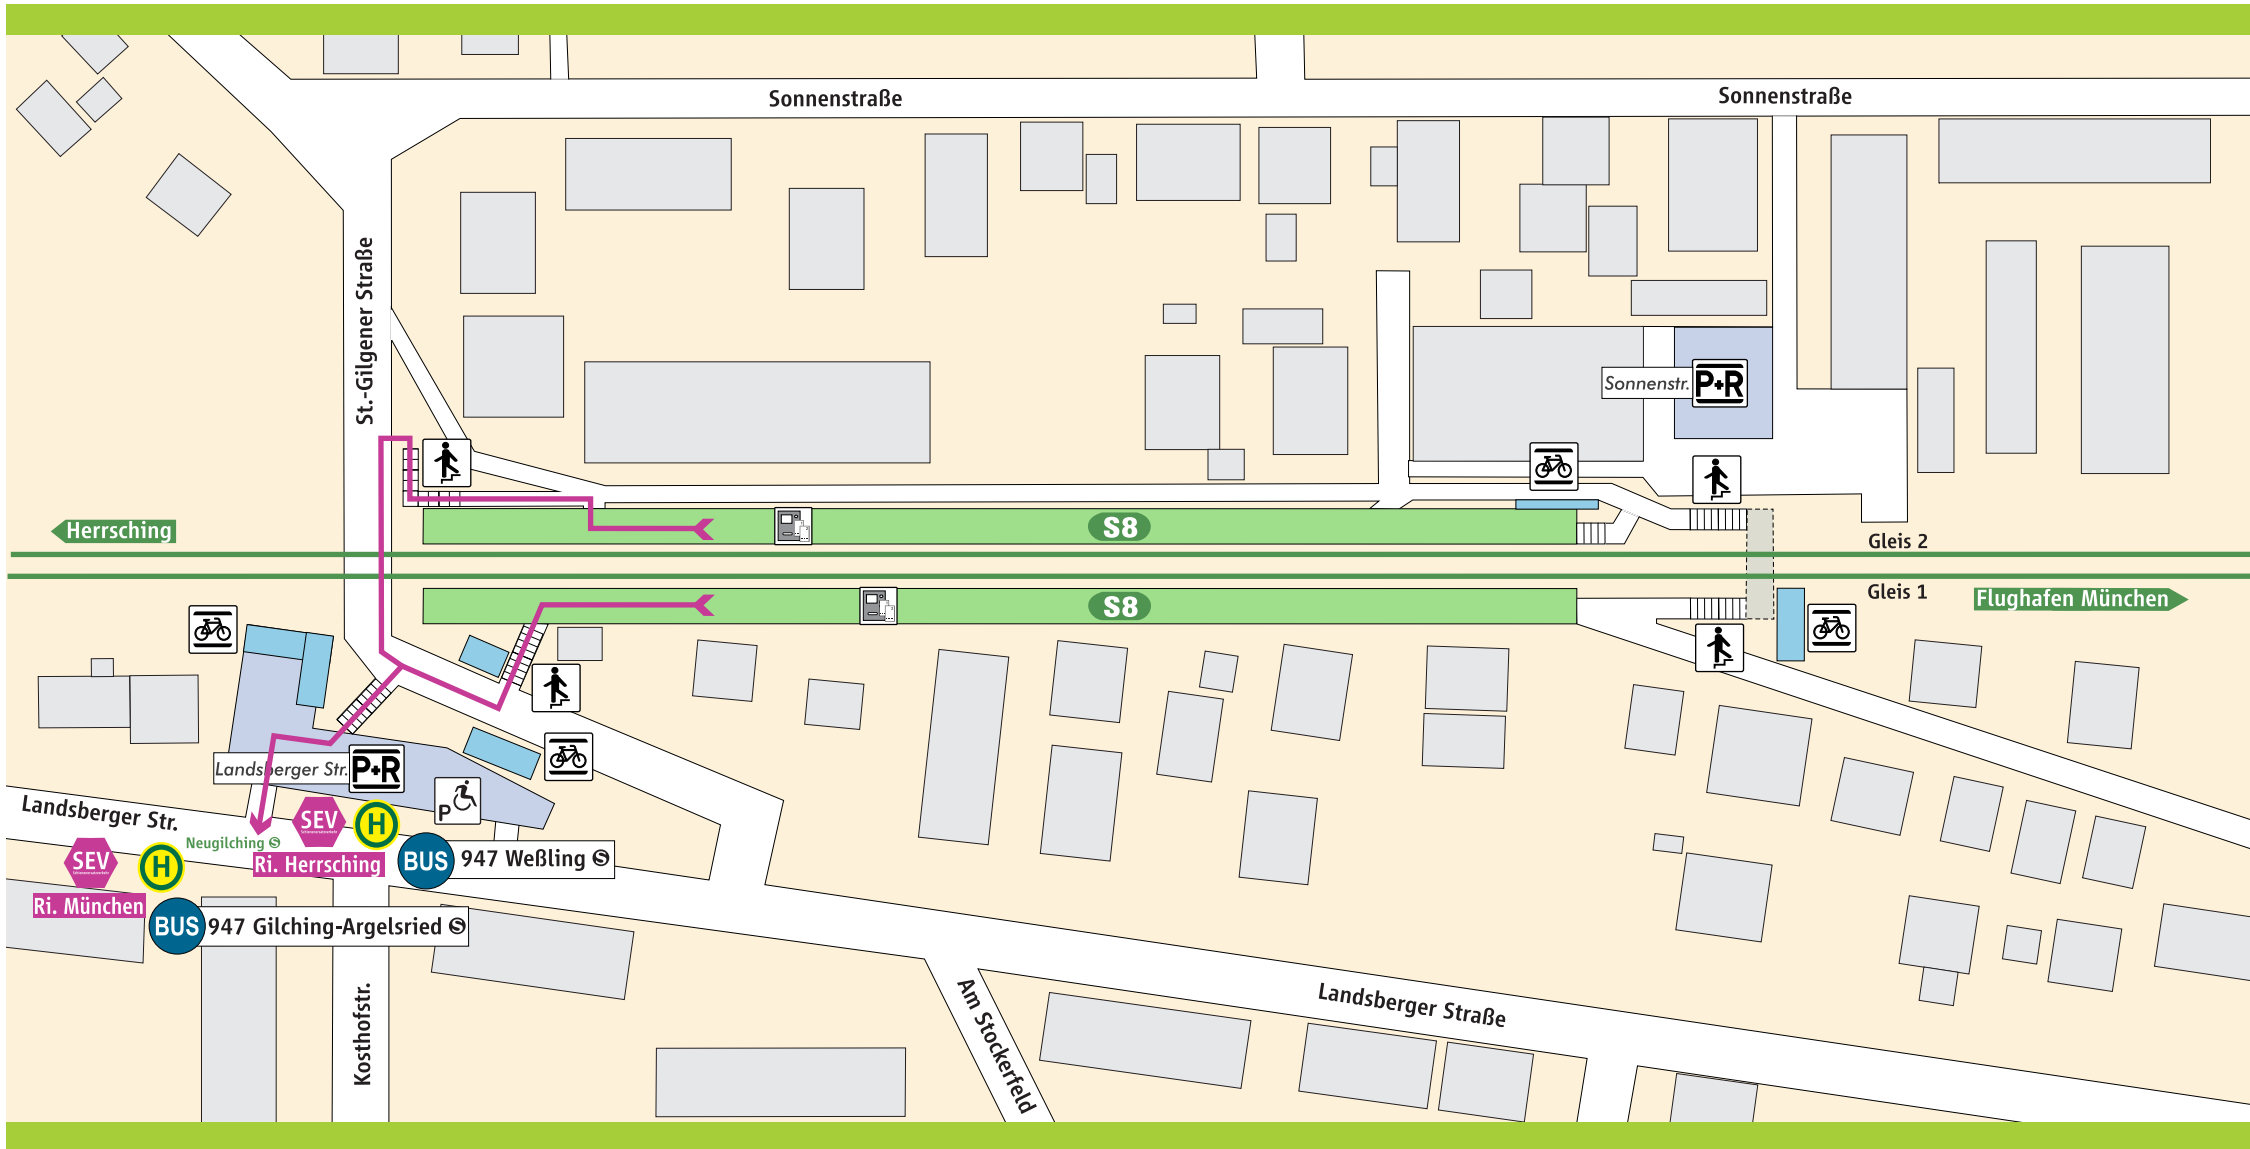 Sonnenstraße
Sonnenstraße
St.-Gilgener Straße
Sonnenstr.
P+R
Herrsching
S8
Gleis 2
S8
Gleis 1
Flughafen München
Landsberger Str.
P+R
P
Landsberger Str.
SEV
H
Neugilching S
Ri. Herrsching
BUS
947 Weßling S
SEV
H
Ri. München
BUS
947 Gilching-Argelsried S
Kosthofstr.
Am Stockerfeld
Landsberger Straße